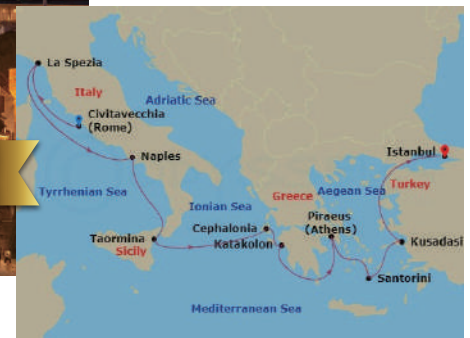 La Spezia
Italy
Adriatic Sea
Civitavecchia
(Rome)
Naples
Istanbul
Tyrrhenian Sea
Aegean Sea
Turkey
Ionian Sea
Greece
Piraeus
(Athens)
Cephalonia
Taormina
Katakolon
Kusadasi
Sicily
Santorini
Mediterranean Sea